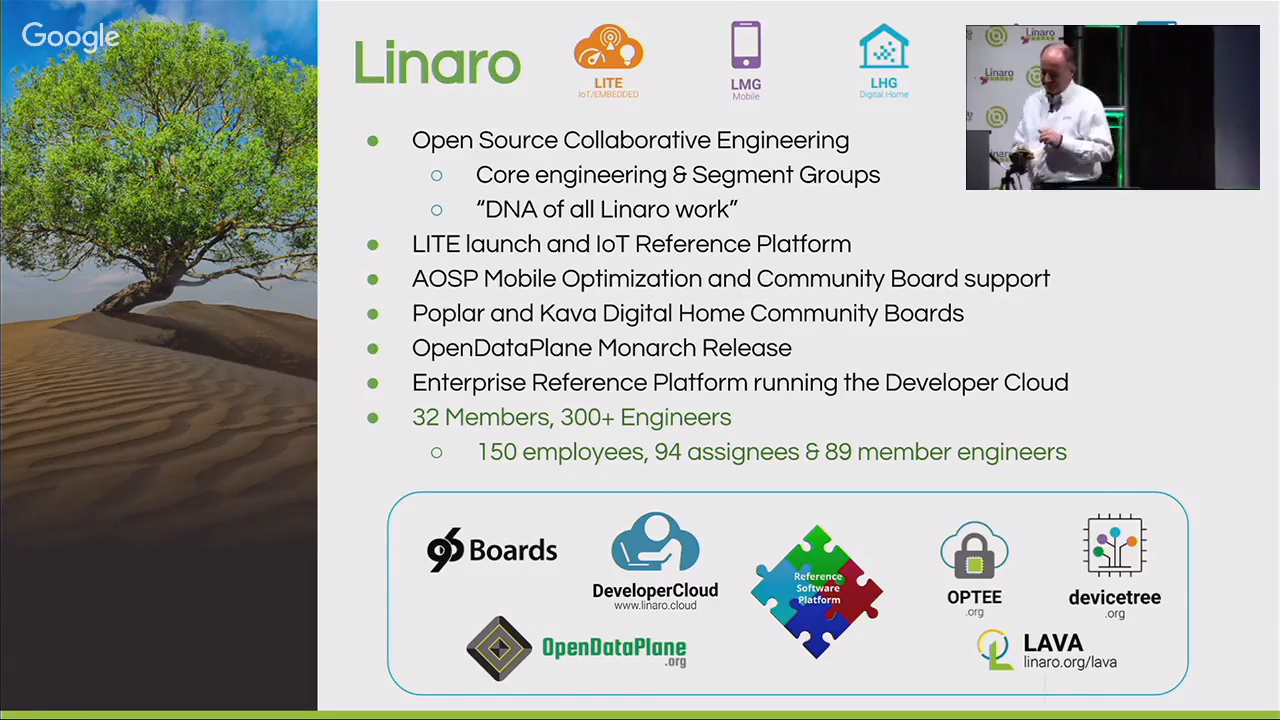 Google
Linaro
LITE
IoT/EMBEDDED
LMG
Mobile
LHG
Digital Home
Linaro
Linaro
Linaro
• Open Source Collaborative Engineering
○ Core engineering & Segment Groups
○ “DNA of all Linaro work”
• LITE launch and IoT Reference Platform
• AOSP Mobile Optimization and Community Board support
• Poplar and Kava Digital Home Community Boards
• OpenDataPlane Monarch Release
• Enterprise Reference Platform running the Developer Cloud
• 32 Members, 300+ Engineers
○ 150 employees, 94 assignees & 89 member engineers
96Boards
DeveloperCloud
www.linaro.cloud
Reference
Software
Platform
OPTEE
.org
devicetree
.org
OpenDataPlane
.org
LAVA
linaro.org/lava